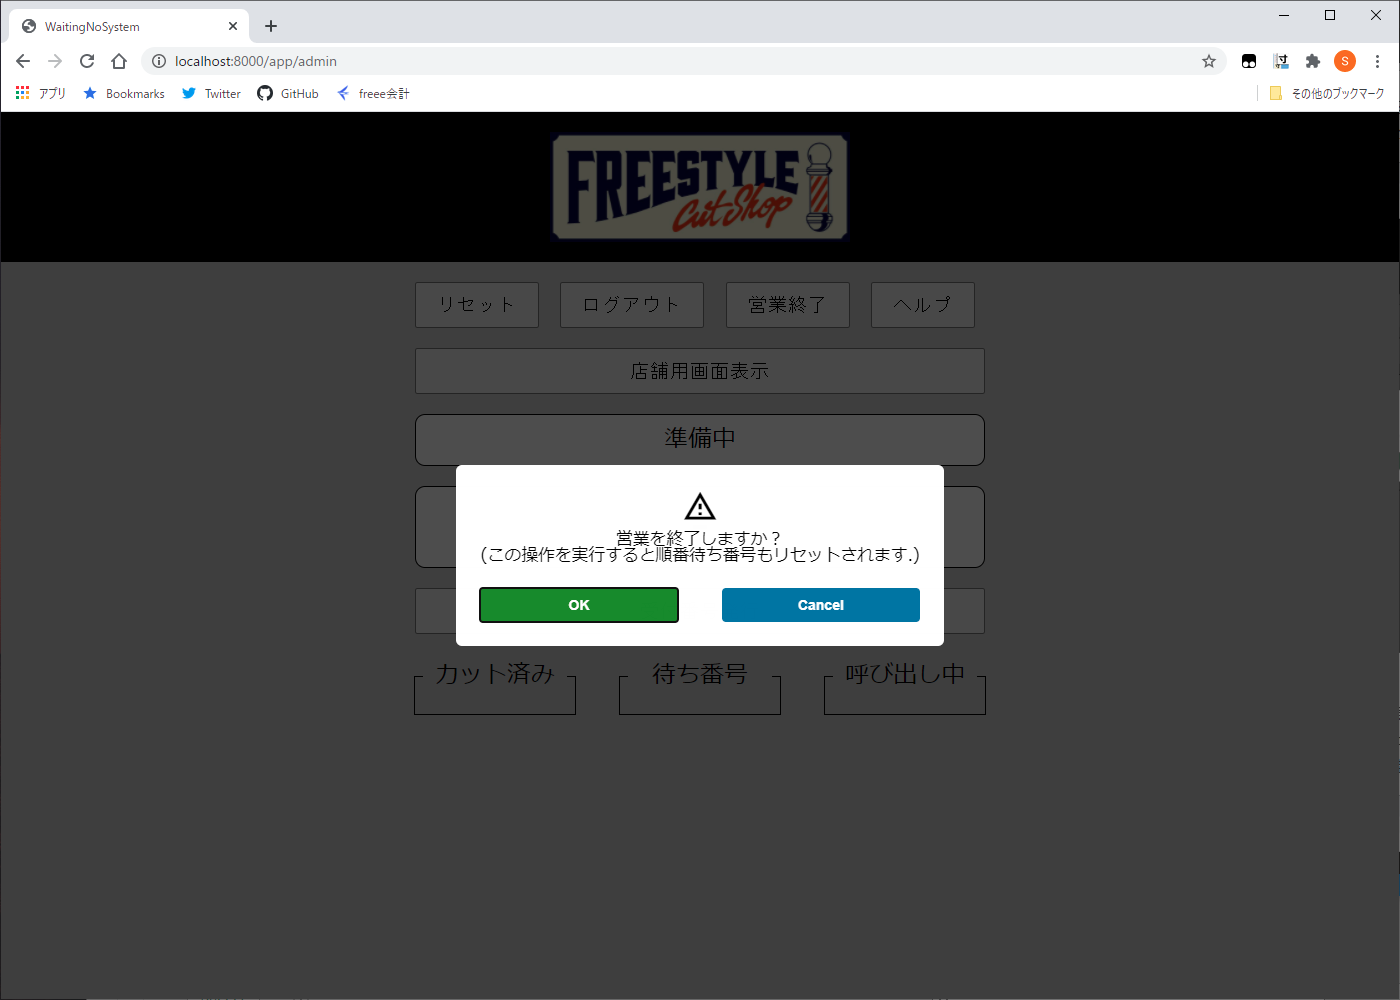 WaitingNoSystem
localhost:8000/app/admin
S
アプリ Bookmarks Twitter GitHub freee会計 その他のブックマーク
FREESTYLE
Cut Shop
リセット ログアウト 営業終了 ヘルプ
店舗用画面表示
準備中
営業を終了しますか？
(この操作を実行すると順番待ち番号もリセットされます.)
OK Cancel
カット済み 待ち番号 呼び出し中